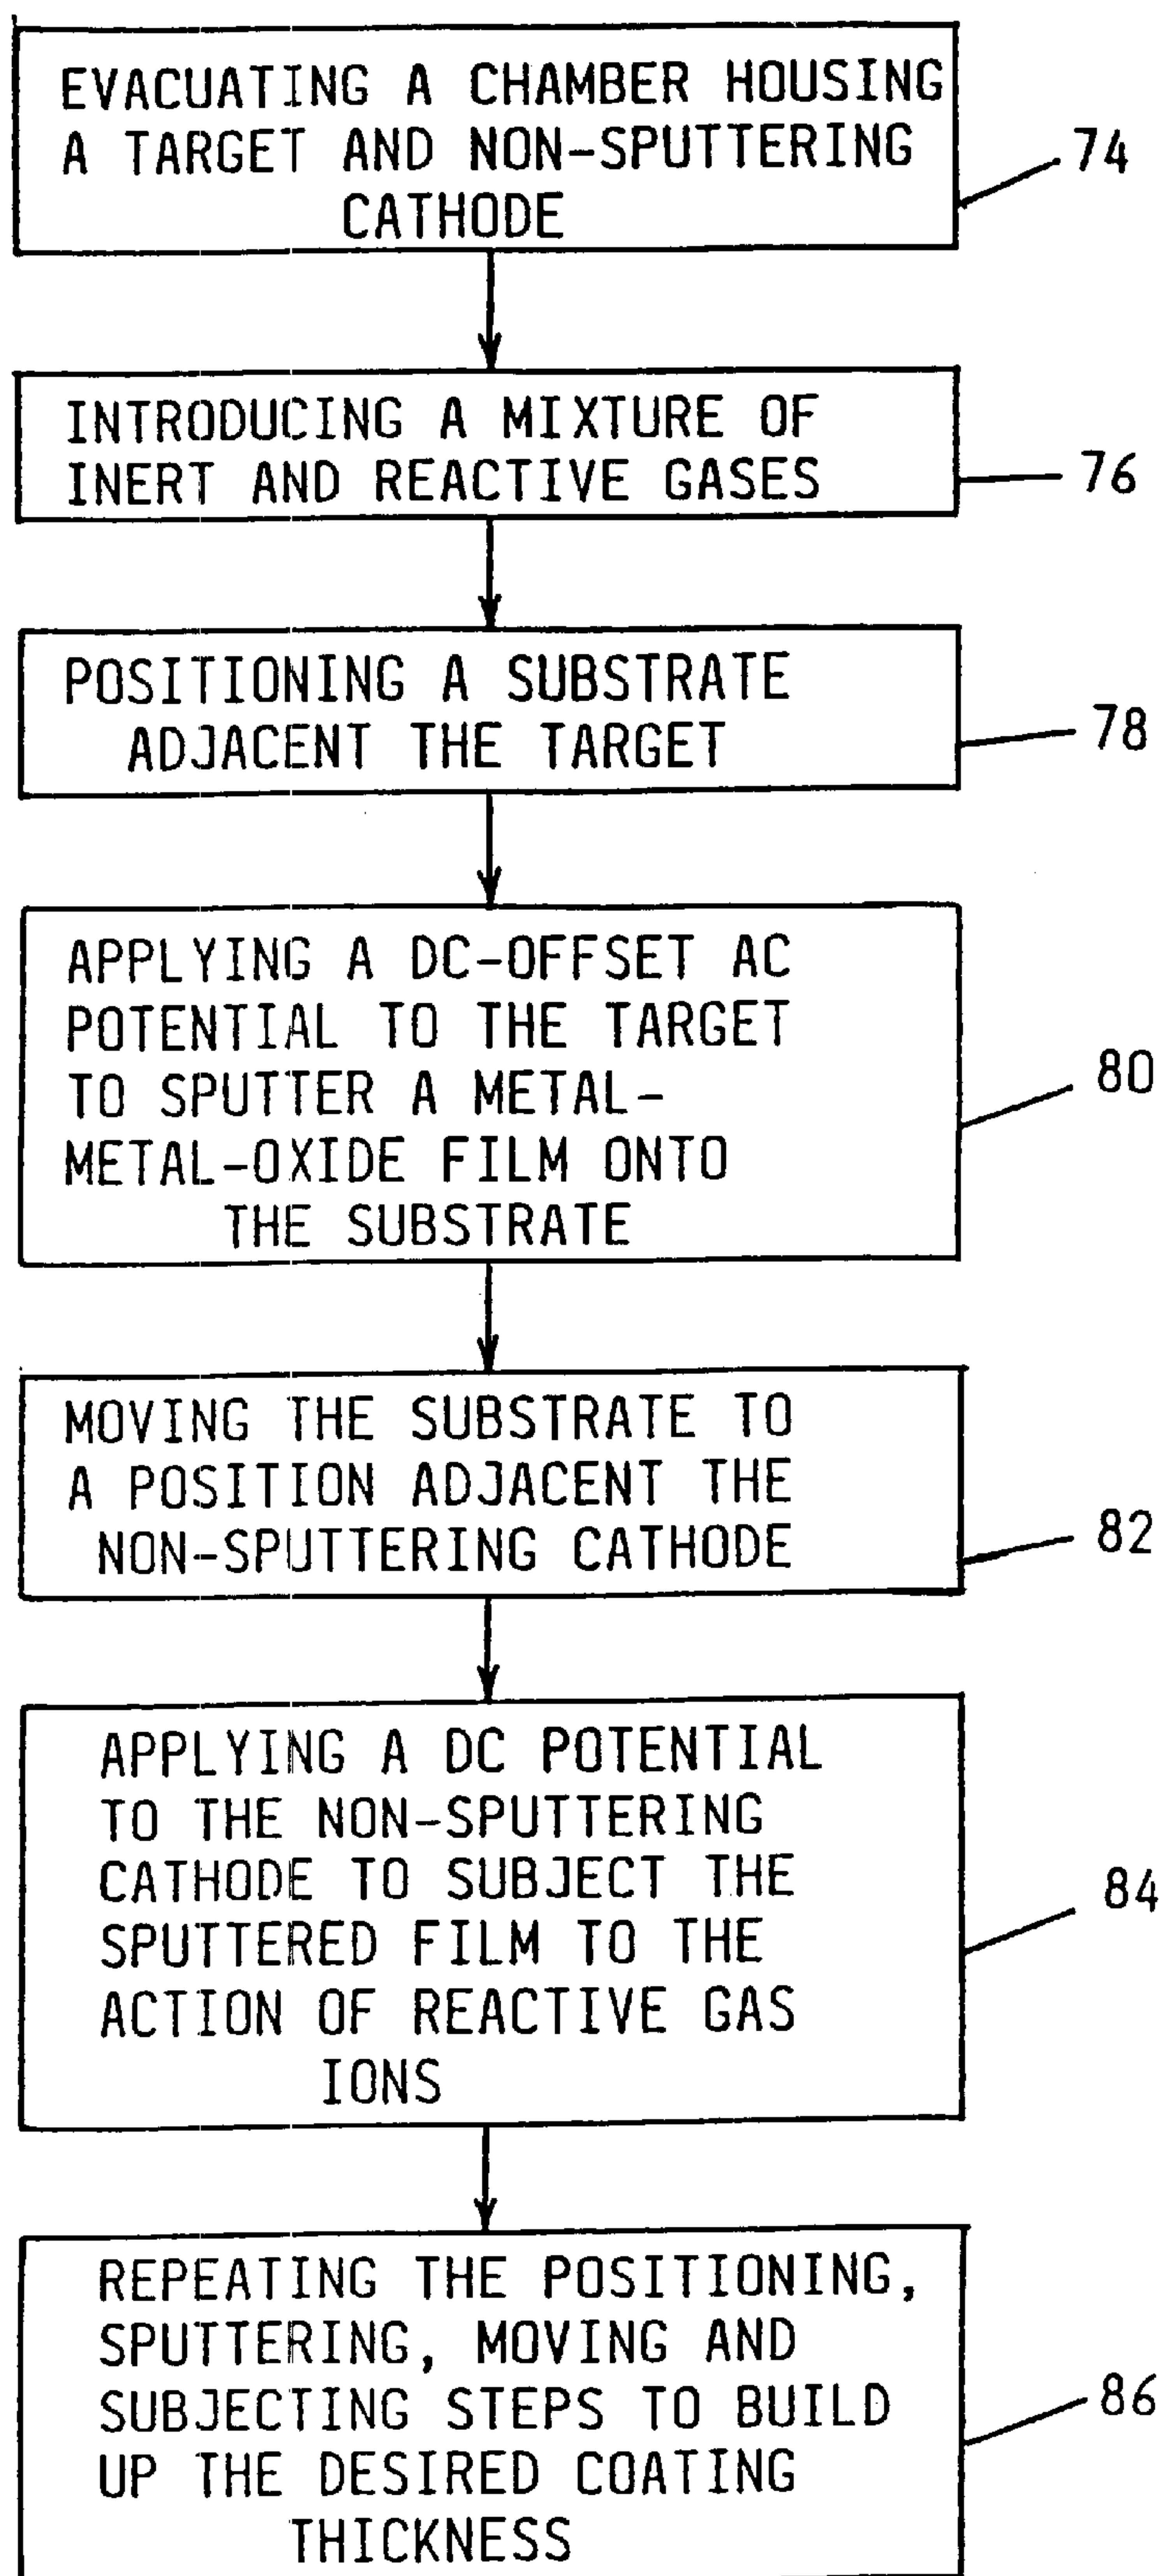 EVACUATING A CHAMBER HOUSING
A TARGET AND NON-SPUTTERING
CATHODE
74
INTRODUCING A MIXTURE OF
INERT AND REACTIVE GASES
76
POSITIONING A SUBSTRATE
ADJACENT THE TARGET
78
APPLYING A DC-OFFSET AC
POTENTIAL TO THE TARGET
TO SPUTTER A METAL-
METAL-OXIDE FILM ONTO
THE SUBSTRATE
80
MOVING THE SUBSTRATE TO
A POSITION ADJACENT THE
NON-SPUTTERING CATHODE
82
APPLYING A DC POTENTIAL
TO THE NON-SPUTTERING
CATHODE TO SUBJECT THE
SPUTTERED FILM TO THE
ACTION OF REACTIVE GAS
IONS
84
REPEATING THE POSITIONING,
SPUTTERING, MOVING AND
SUBJECTING STEPS TO BUILD
UP THE DESIRED COATING
THICKNESS
86